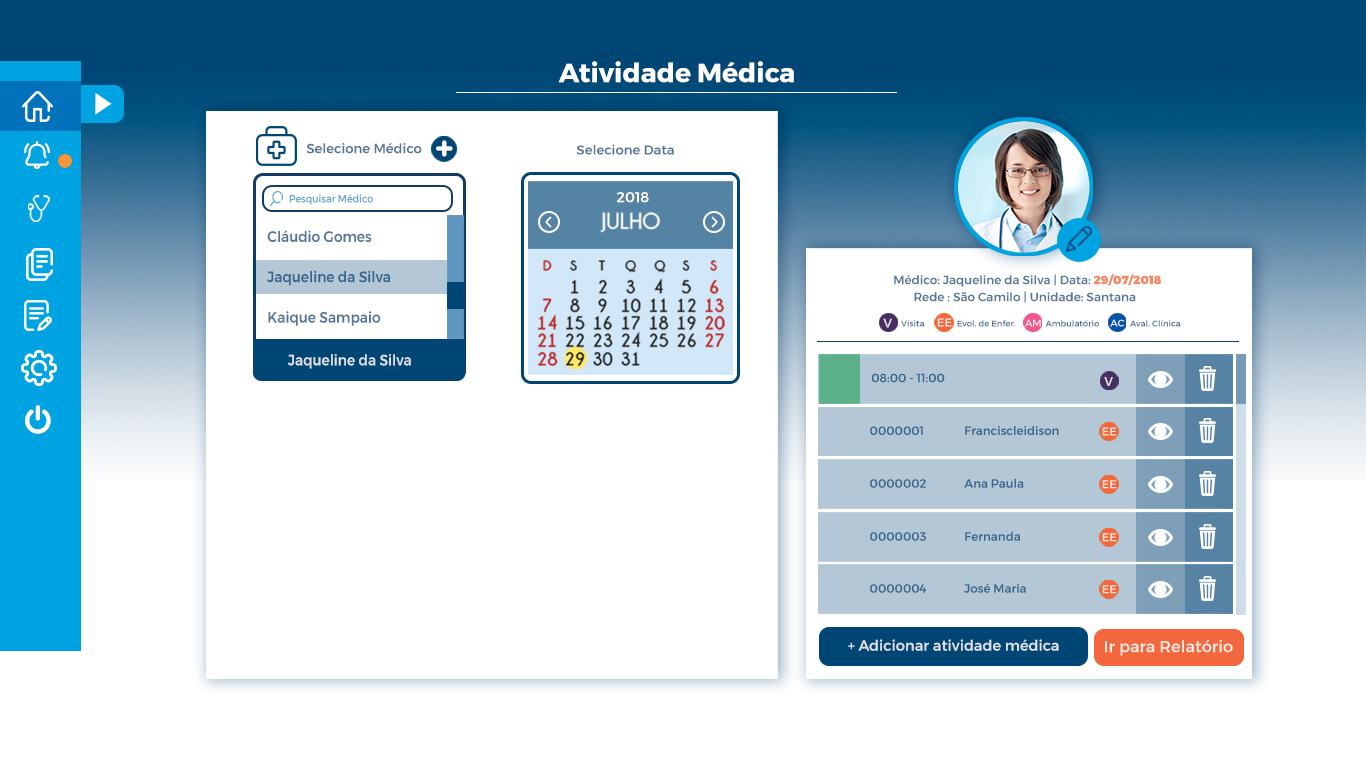 Atividade Médica
Selecione Médico
Pesquisar Médico
Cláudio Gomes
Jaqueline da Silva
Kaique Sampaio
Jaqueline da Silva
Selecione Data
2018
JULHO
D S T Q Q S S
1 2 3 4 5 6
7 8 9 10 11 12 13
14 15 16 17 18 19 20
21 22 23 24 25 26 27
28 29 30 31
Médico: Jaqueline da Silva | Data: 29/07/2018
Rede : São Camilo | Unidade: Santana
V Visita EE Evol. de Enfer. AM Ambulatório AC Aval. Clínica
08:00 - 11:00 V
0000001 Franciscleidison EE
0000002 Ana Paula EE
0000003 Fernanda EE
0000004 José Maria EE
+ Adicionar atividade médica
Ir para Relatório